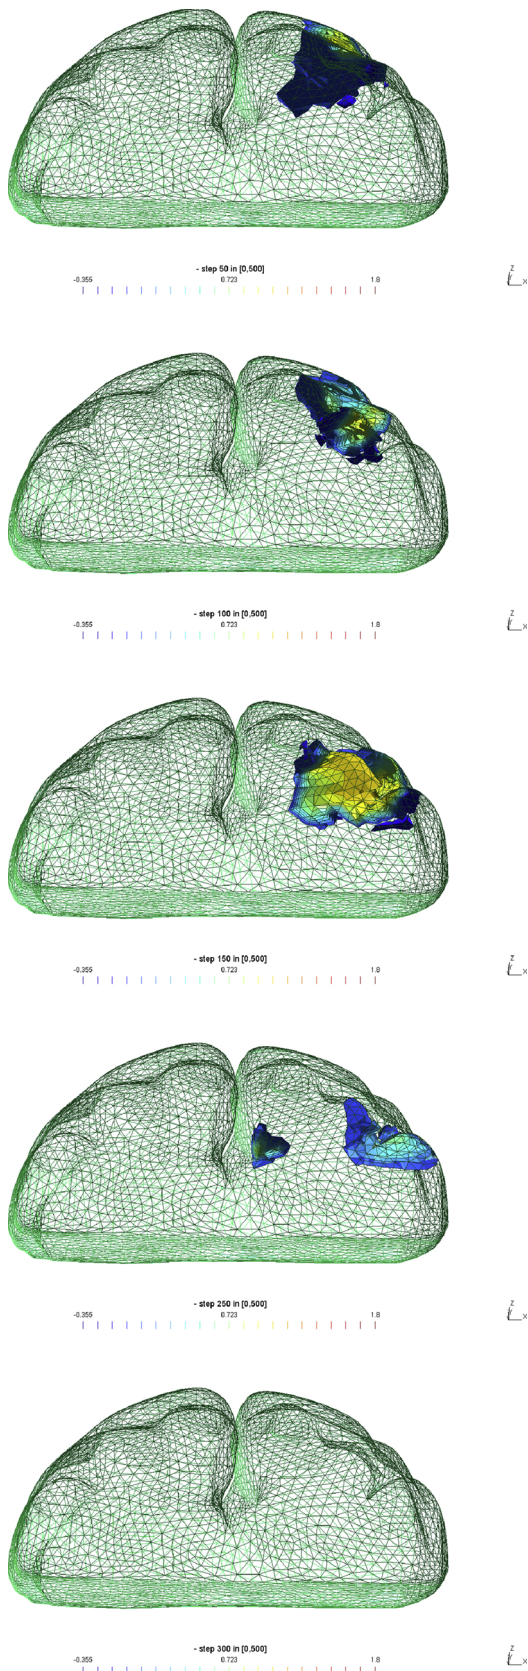 - step 50 in [0,500]
-0.355 0.723 1.8
Z
Y X
- step 100 in [0,500]
-0.355 0.723 1.8
Z
Y X
- step 150 in [0,500]
-0.355 0.723 1.8
Z
Y X
- step 250 in [0,500]
-0.355 0.723 1.8
Z
Y X
- step 300 in [0,500]
-0.355 0.723 1.8
Z
Y X